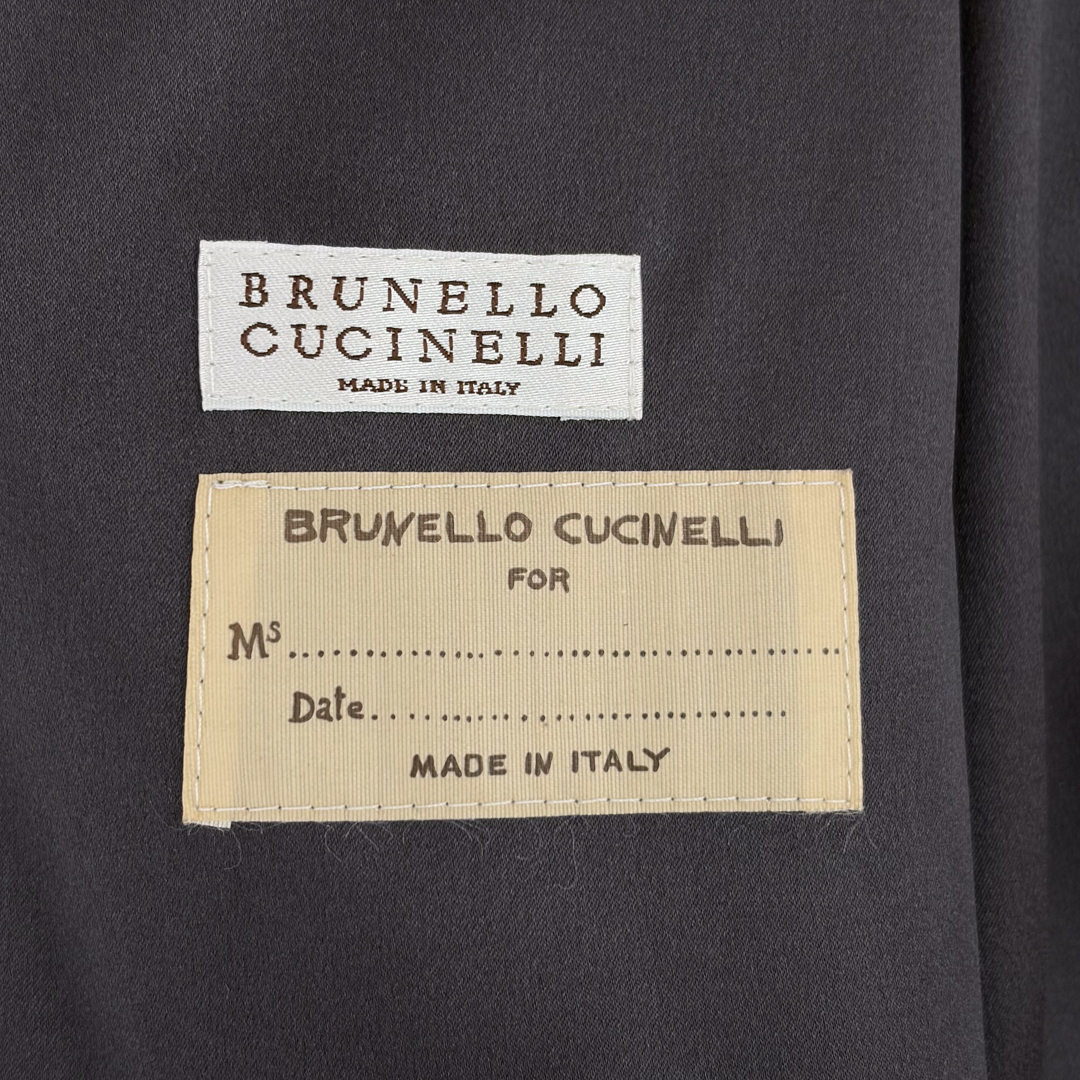 BRUNELLO
CUCINELLI
MADE IN ITALY
BRUNELLO CUCINELLI
FOR
Ms........................................
Date.................................
MADE IN ITALY